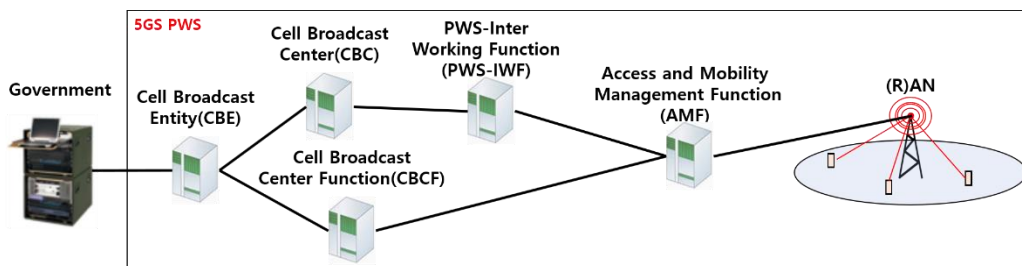 5GS PWS
Government
Cell Broadcast
Entity(CBE)
Cell Broadcast
Center(CBC)
PWS-Inter
Working Function
(PWS-IWF)
Cell Broadcast
Center Function(CBCF)
Access and Mobility
Management Function
(AMF)
(R)AN